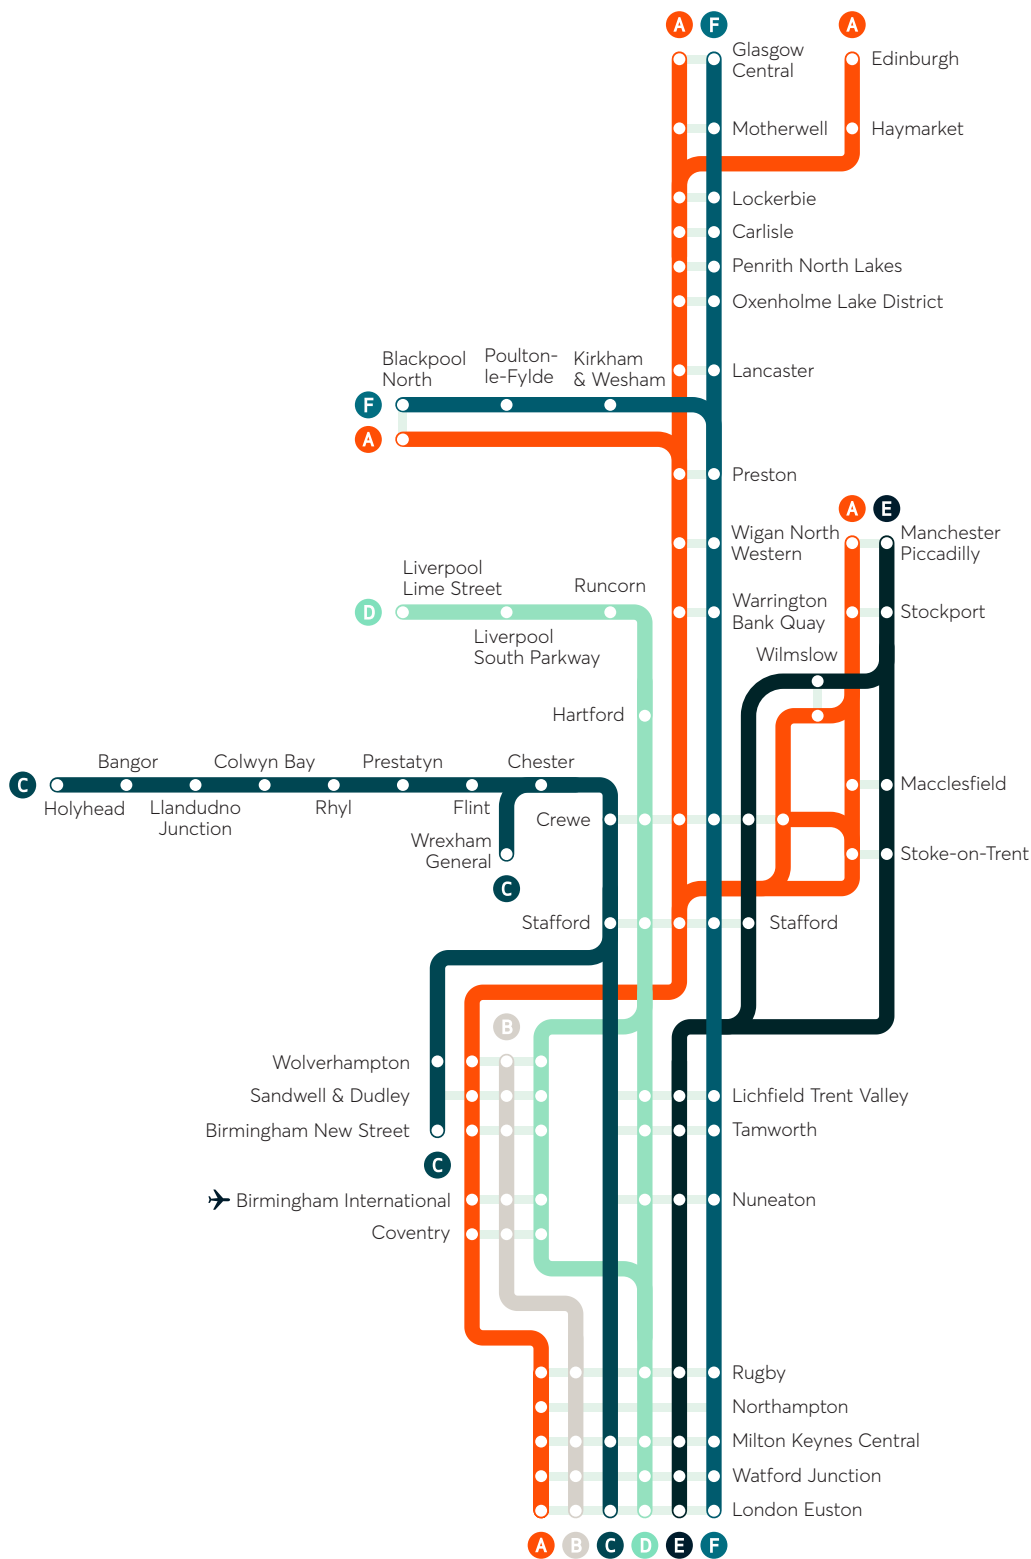 A
F
A
Glasgow
Central
Edinburgh
Motherwell
Haymarket
Lockerbie
Carlisle
Penrith North Lakes
Oxenholme Lake District
Lancaster
Blackpool
North
Poulton-
le-Fylde
Kirkham
& Wesham
F
A
Preston
A
E
Wigan North
Western
Manchester
Piccadilly
Liverpool
Lime Street
Runcorn
D
Warrington
Bank Quay
Stockport
Liverpool
South Parkway
Wilmslow
Hartford
Bangor
Colwyn Bay
Prestatyn
Chester
C
Macclesfield
Holyhead
Llandudno
Junction
Rhyl
Flint
Crewe
Wrexham
General
Stoke-on-Trent
C
Stafford
Stafford
B
Wolverhampton
Sandwell & Dudley
Lichfield Trent Valley
Birmingham New Street
Tamworth
C
Birmingham International
Nuneaton
Coventry
Rugby
Northampton
Milton Keynes Central
Watford Junction
London Euston
A
B
C
D
E
F